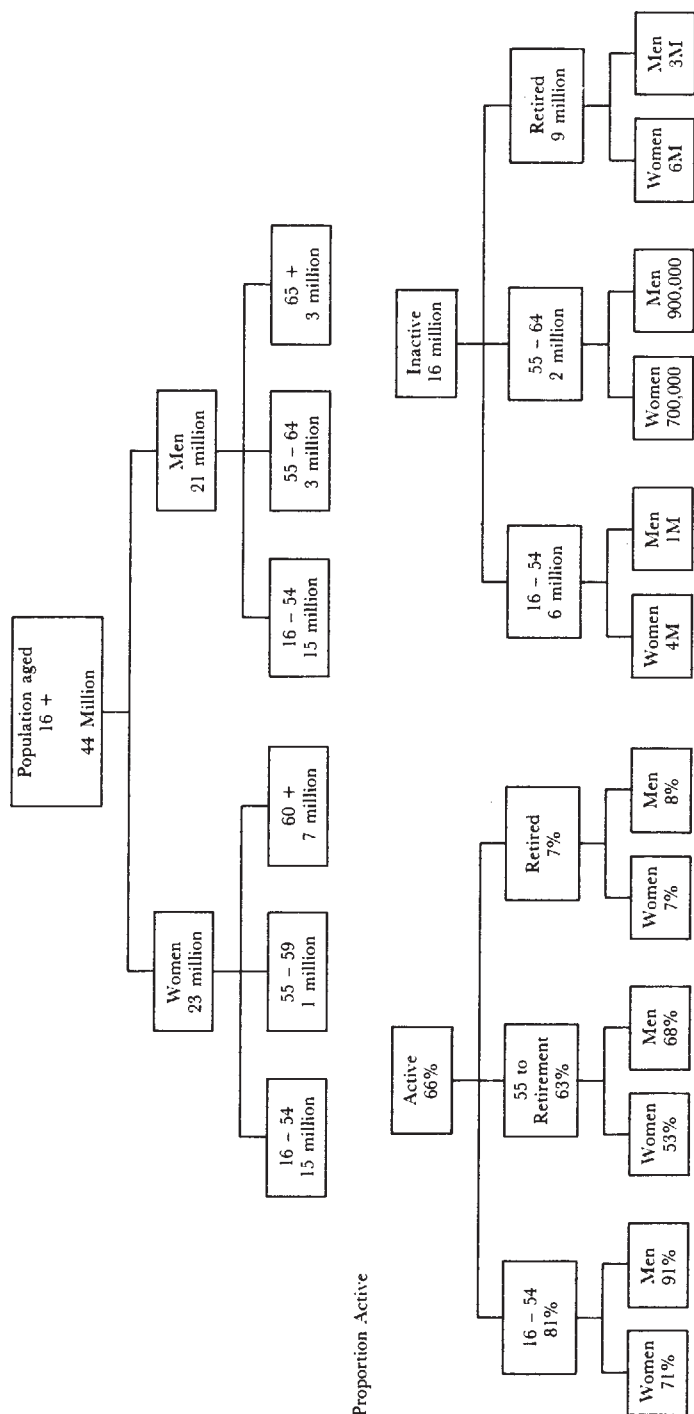 Population aged
16 +
44 Million
Women
23 million
Men
21 million
16 – 54
15 million
55 – 59
1 million
60 +
7 million
16 – 54
15 million
55 – 64
3 million
65 +
3 million
Proportion Active
Active
66%
16 – 54
81%
55 to
Retirement
63%
Retired
7%
Women
71%
Men
91%
Women
53%
Men
68%
Women
7%
Men
8%
Inactive
16 million
16 – 54
6 million
55 – 64
2 million
Retired
9 million
Women
4M
Men
1M
Women
700,000
Men
900,000
Women
6M
Men
3M